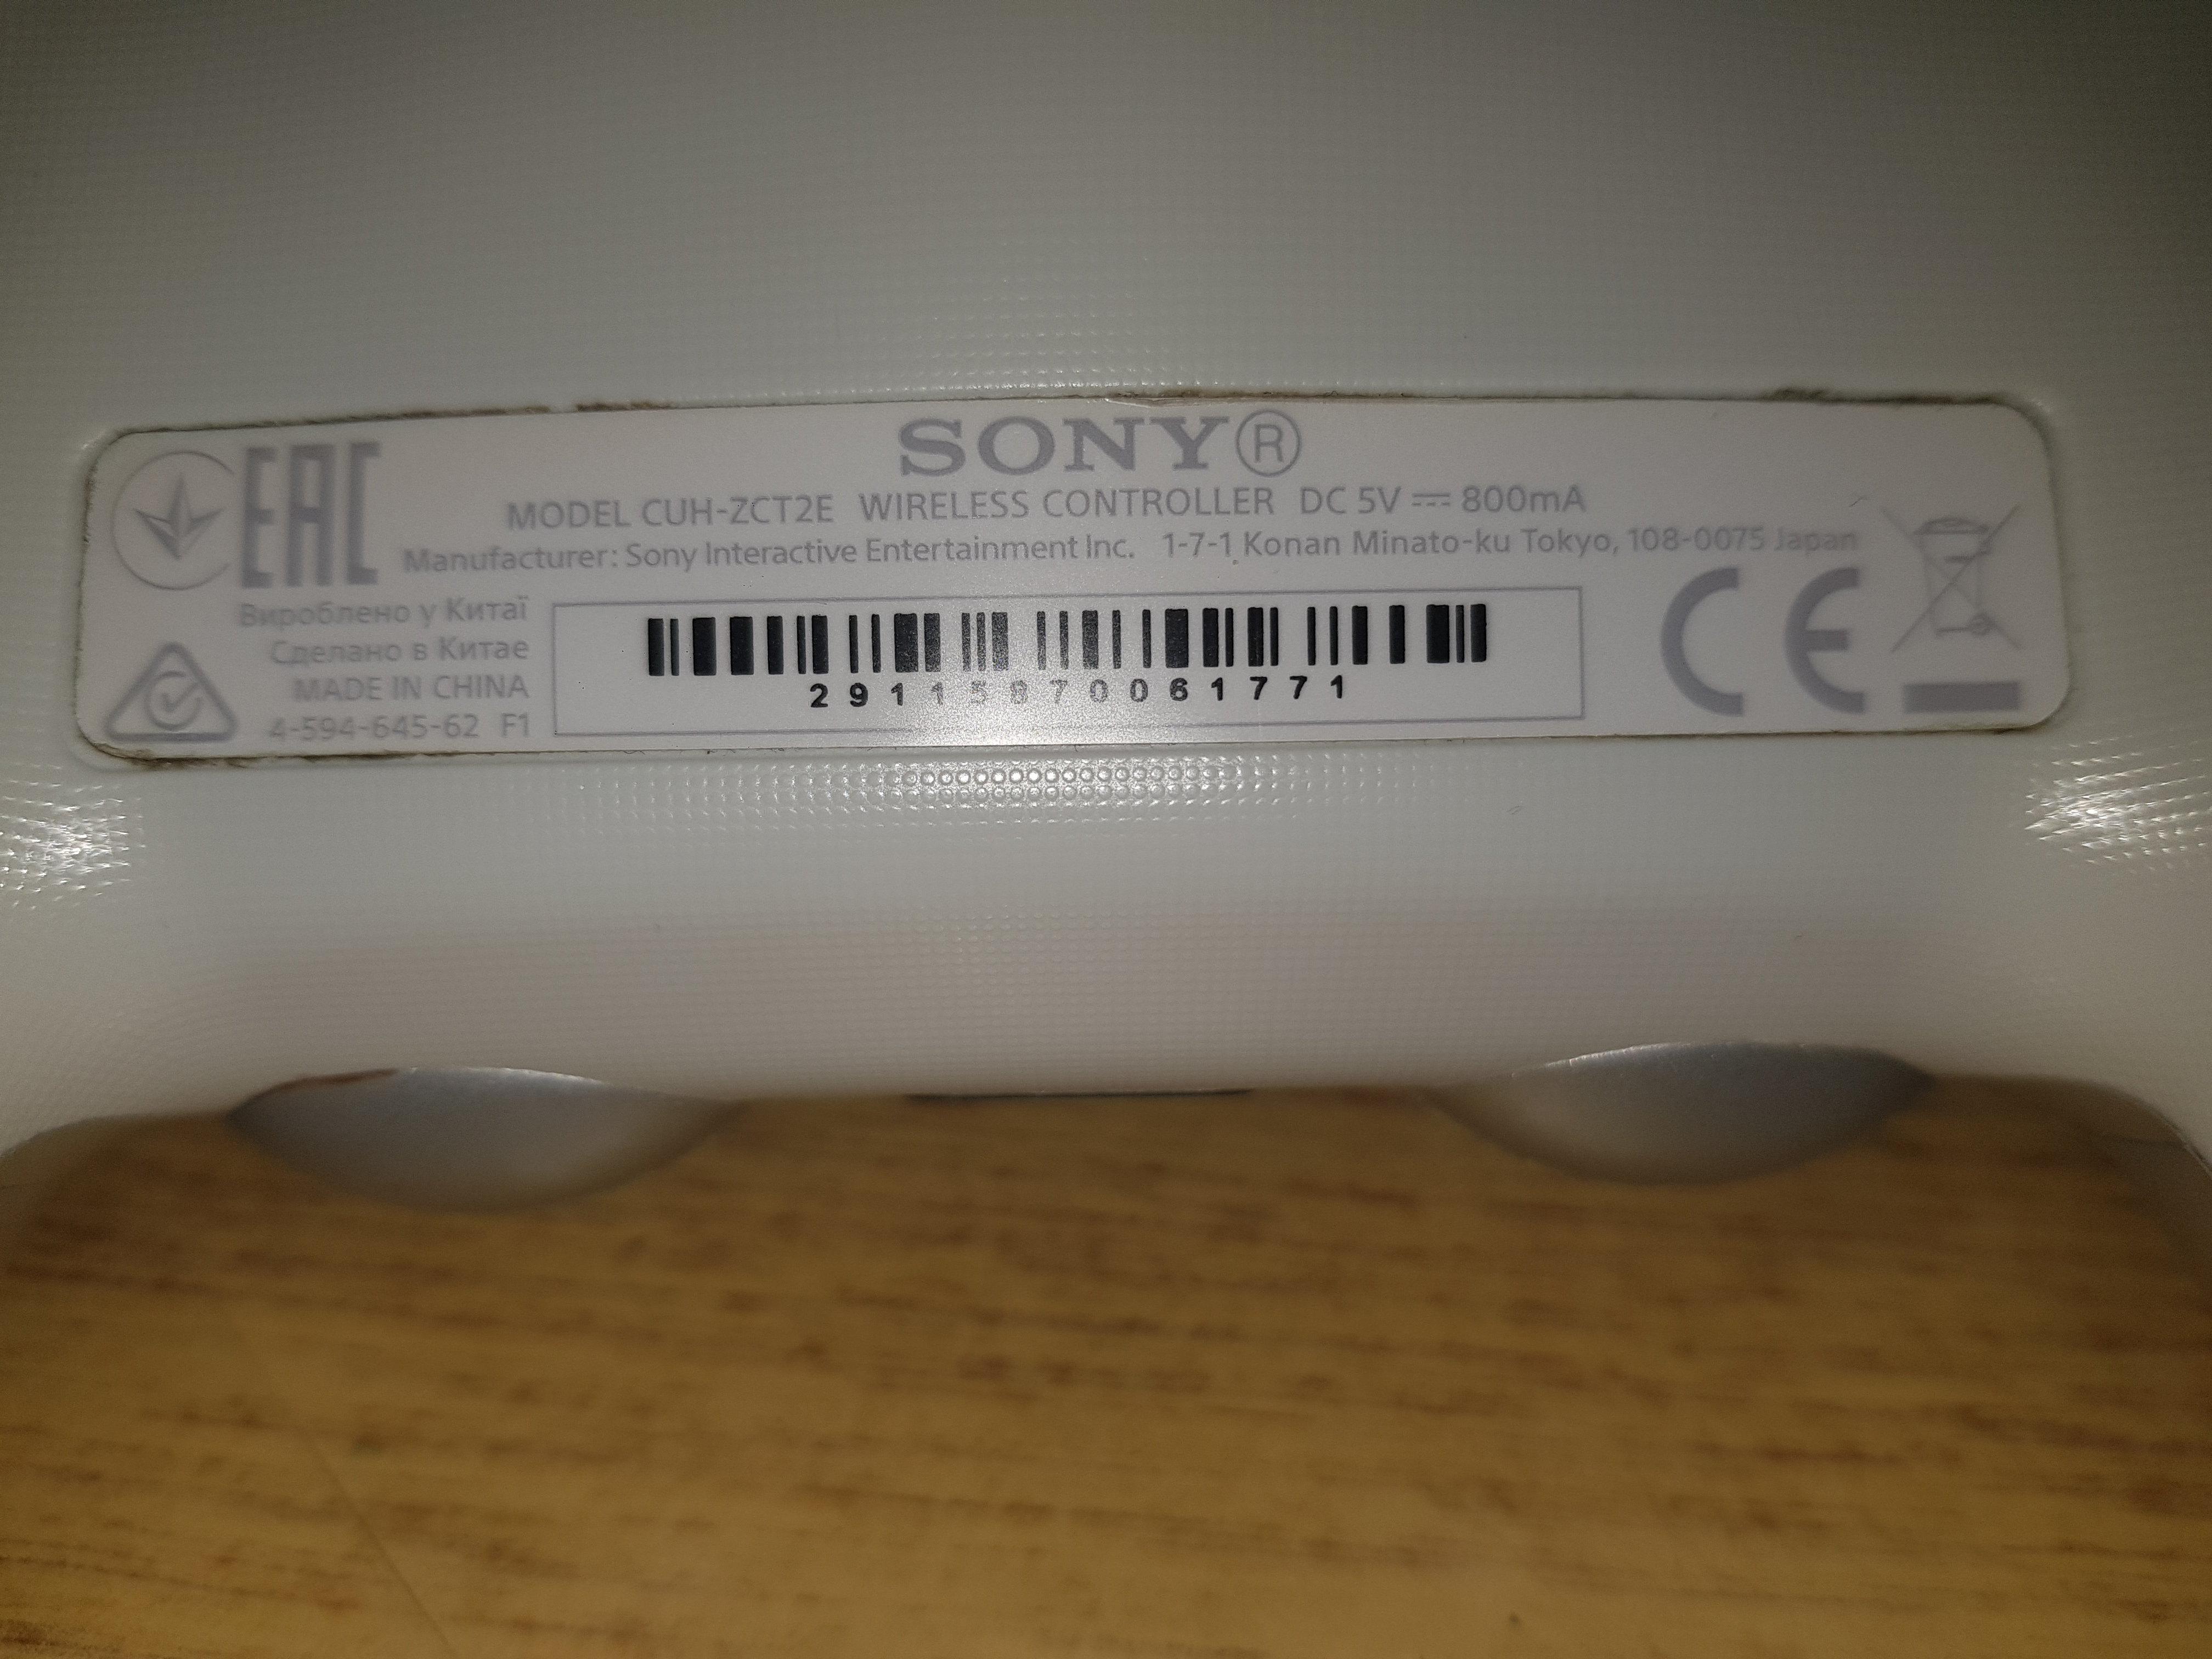 SONY®
EAC
MODEL CUH-ZCT2E WIRELESS CONTROLLER DC 5V ⎓ 800mA
Manufacturer: Sony Interactive Entertainment Inc. 1-7-1 Konan Minato-ku Tokyo, 108-0075 Japan
Вироблено у Китаї
Сделано в Китае
MADE IN CHINA
4-594-645-62 F1
29115870061771
CE